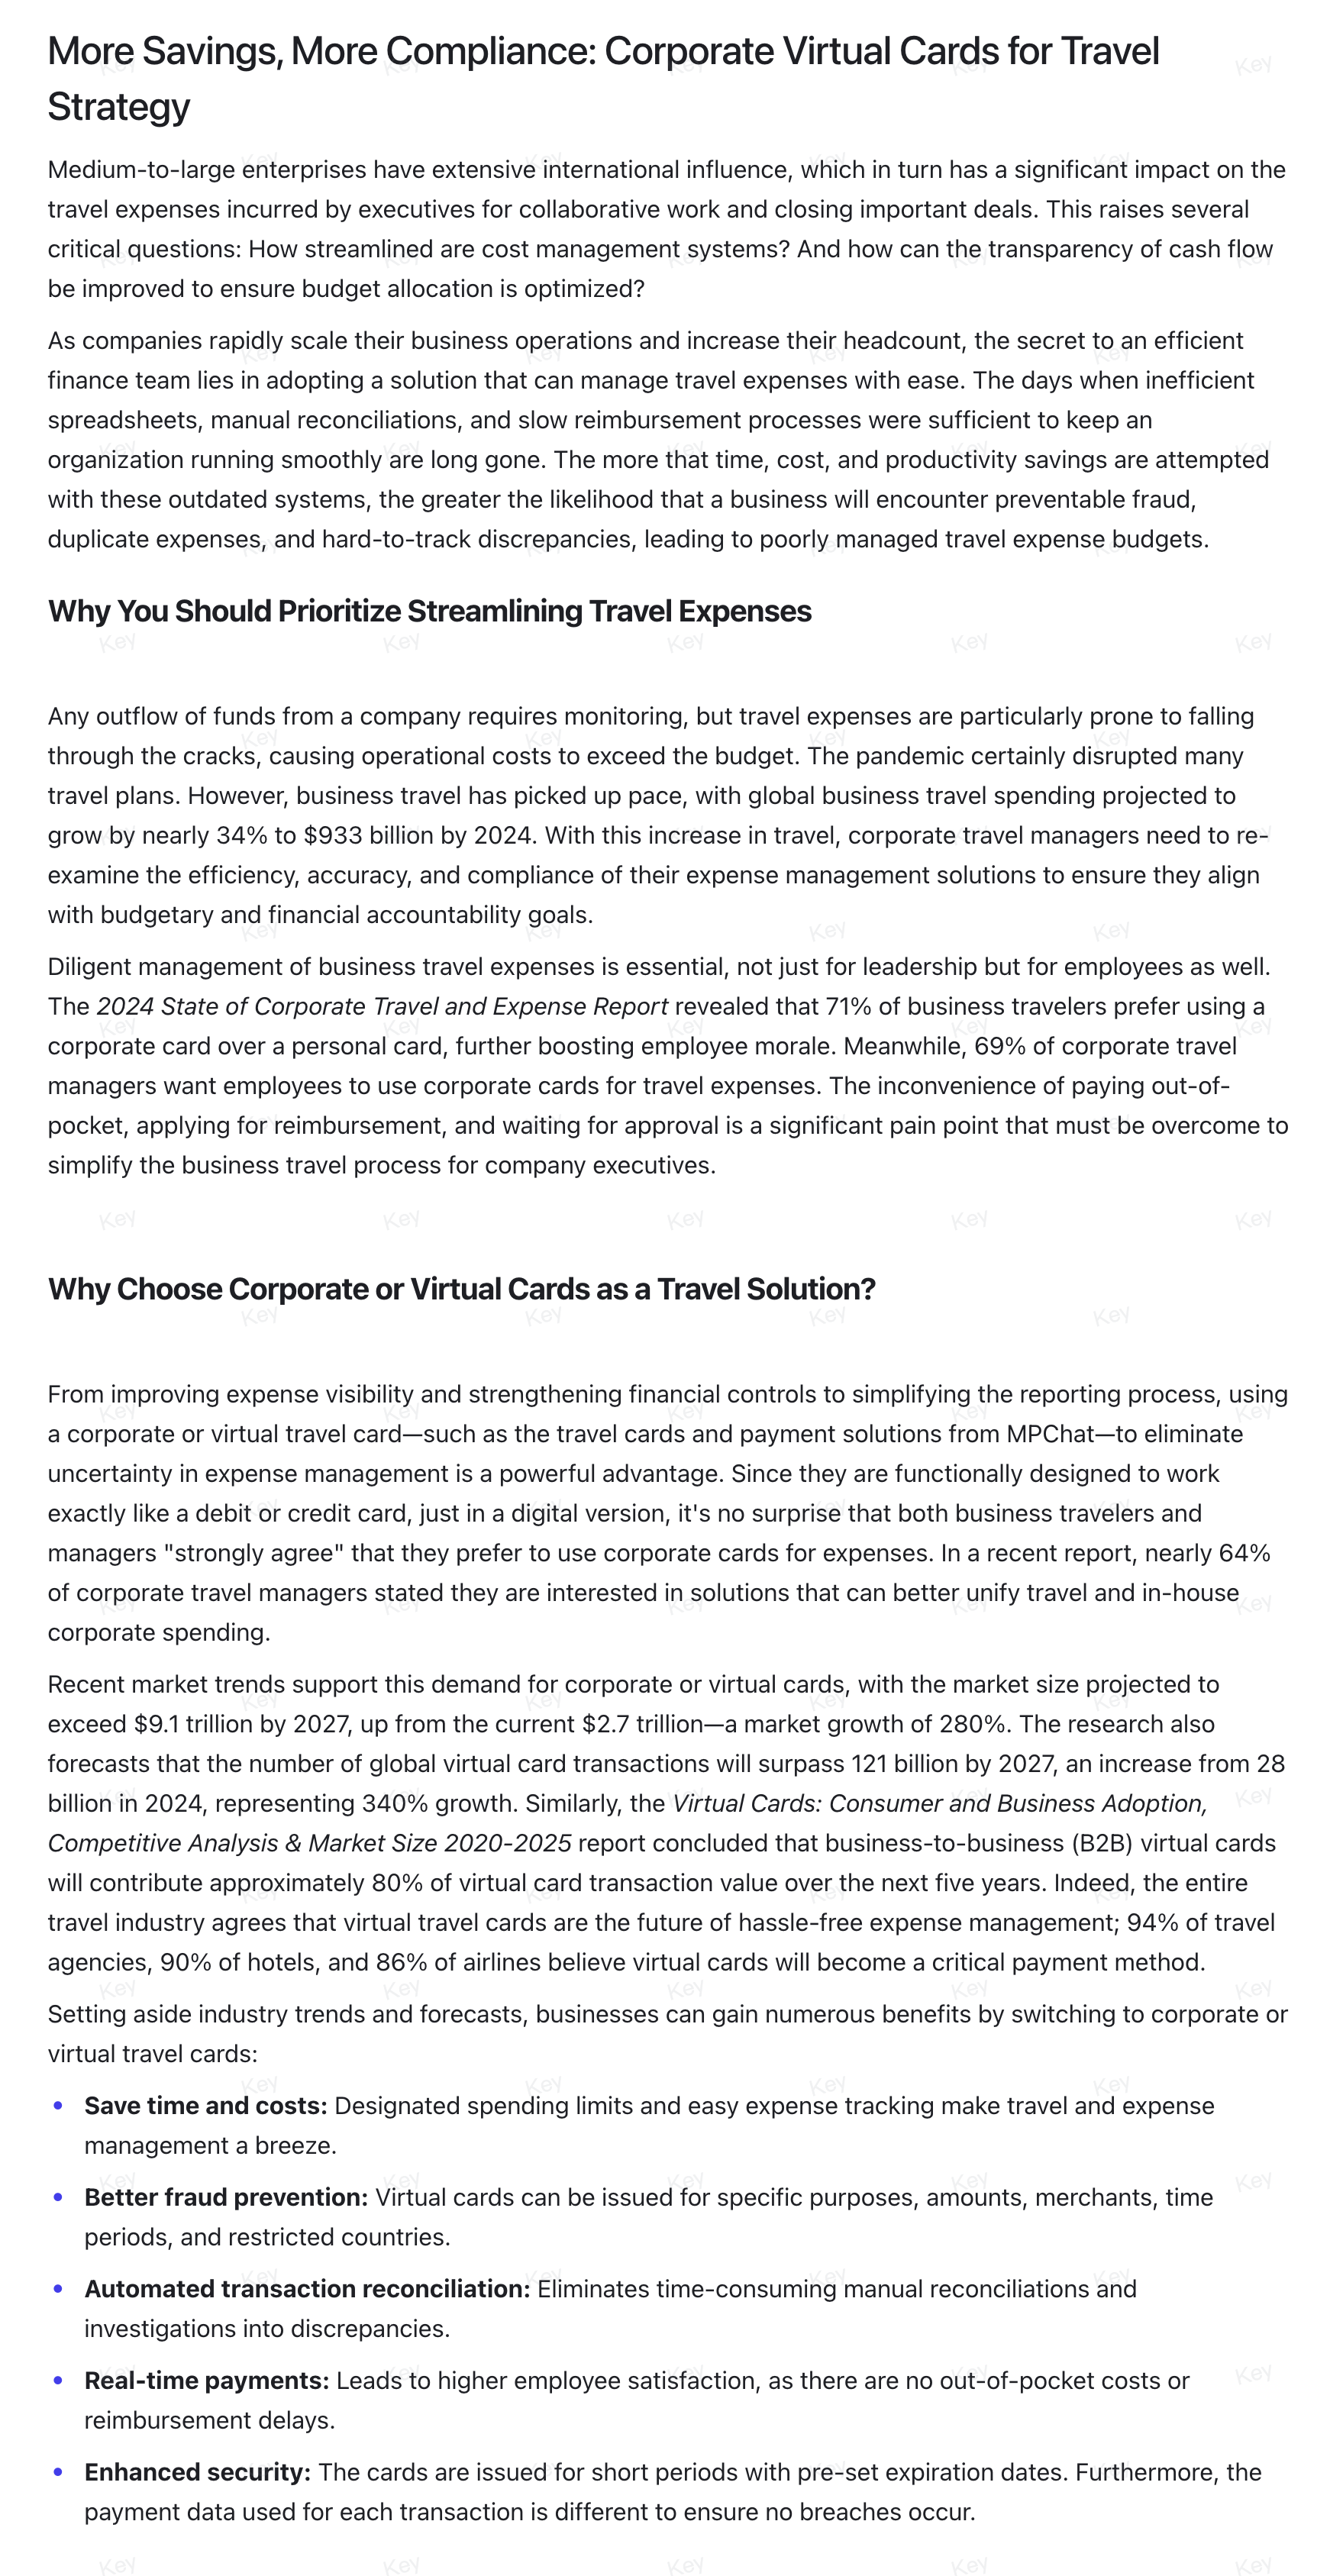 More Savings, More Compliance: Corporate Virtual Cards for Travel
Strategy
Medium-to-large enterprises have extensive international influence, which in turn has a significant impact on the
travel expenses incurred by executives for collaborative work and closing important deals. This raises several
critical questions: How streamlined are cost management systems? And how can the transparency of cash flow
be improved to ensure budget allocation is optimized?
As companies rapidly scale their business operations and increase their headcount, the secret to an efficient
finance team lies in adopting a solution that can manage travel expenses with ease. The days when inefficient
spreadsheets, manual reconciliations, and slow reimbursement processes were sufficient to keep an
organization running smoothly are long gone. The more that time, cost, and productivity savings are attempted
with these outdated systems, the greater the likelihood that a business will encounter preventable fraud,
duplicate expenses, and hard-to-track discrepancies, leading to poorly managed travel expense budgets.
Why You Should Prioritize Streamlining Travel Expenses
Any outflow of funds from a company requires monitoring, but travel expenses are particularly prone to falling
through the cracks, causing operational costs to exceed the budget. The pandemic certainly disrupted many
travel plans. However, business travel has picked up pace, with global business travel spending projected to
grow by nearly 34% to $933 billion by 2024. With this increase in travel, corporate travel managers need to re-
examine the efficiency, accuracy, and compliance of their expense management solutions to ensure they align
with budgetary and financial accountability goals.
Diligent management of business travel expenses is essential, not just for leadership but for employees as well.
The 2024 State of Corporate Travel and Expense Report revealed that 71% of business travelers prefer using a
corporate card over a personal card, further boosting employee morale. Meanwhile, 69% of corporate travel
managers want employees to use corporate cards for travel expenses. The inconvenience of paying out-of-
pocket, applying for reimbursement, and waiting for approval is a significant pain point that must be overcome to
simplify the business travel process for company executives.
Why Choose Corporate or Virtual Cards as a Travel Solution?
From improving expense visibility and strengthening financial controls to simplifying the reporting process, using
a corporate or virtual travel card—such as the travel cards and payment solutions from MPChat—to eliminate
uncertainty in expense management is a powerful advantage. Since they are functionally designed to work
exactly like a debit or credit card, just in a digital version, it's no surprise that both business travelers and
managers "strongly agree" that they prefer to use corporate cards for expenses. In a recent report, nearly 64%
of corporate travel managers stated they are interested in solutions that can better unify travel and in-house
corporate spending.
Recent market trends support this demand for corporate or virtual cards, with the market size projected to
exceed $9.1 trillion by 2027, up from the current $2.7 trillion—a market growth of 280%. The research also
forecasts that the number of global virtual card transactions will surpass 121 billion by 2027, an increase from 28
billion in 2024, representing 340% growth. Similarly, the Virtual Cards: Consumer and Business Adoption,
Competitive Analysis & Market Size 2020-2025 report concluded that business-to-business (B2B) virtual cards
will contribute approximately 80% of virtual card transaction value over the next five years. Indeed, the entire
travel industry agrees that virtual travel cards are the future of hassle-free expense management; 94% of travel
agencies, 90% of hotels, and 86% of airlines believe virtual cards will become a critical payment method.
Setting aside industry trends and forecasts, businesses can gain numerous benefits by switching to corporate or
virtual travel cards:
• Save time and costs: Designated spending limits and easy expense tracking make travel and expense
management a breeze.
• Better fraud prevention: Virtual cards can be issued for specific purposes, amounts, merchants, time
periods, and restricted countries.
• Automated transaction reconciliation: Eliminates time-consuming manual reconciliations and
investigations into discrepancies.
• Real-time payments: Leads to higher employee satisfaction, as there are no out-of-pocket costs or
reimbursement delays.
• Enhanced security: The cards are issued for short periods with pre-set expiration dates. Furthermore, the
payment data used for each transaction is different to ensure no breaches occur.